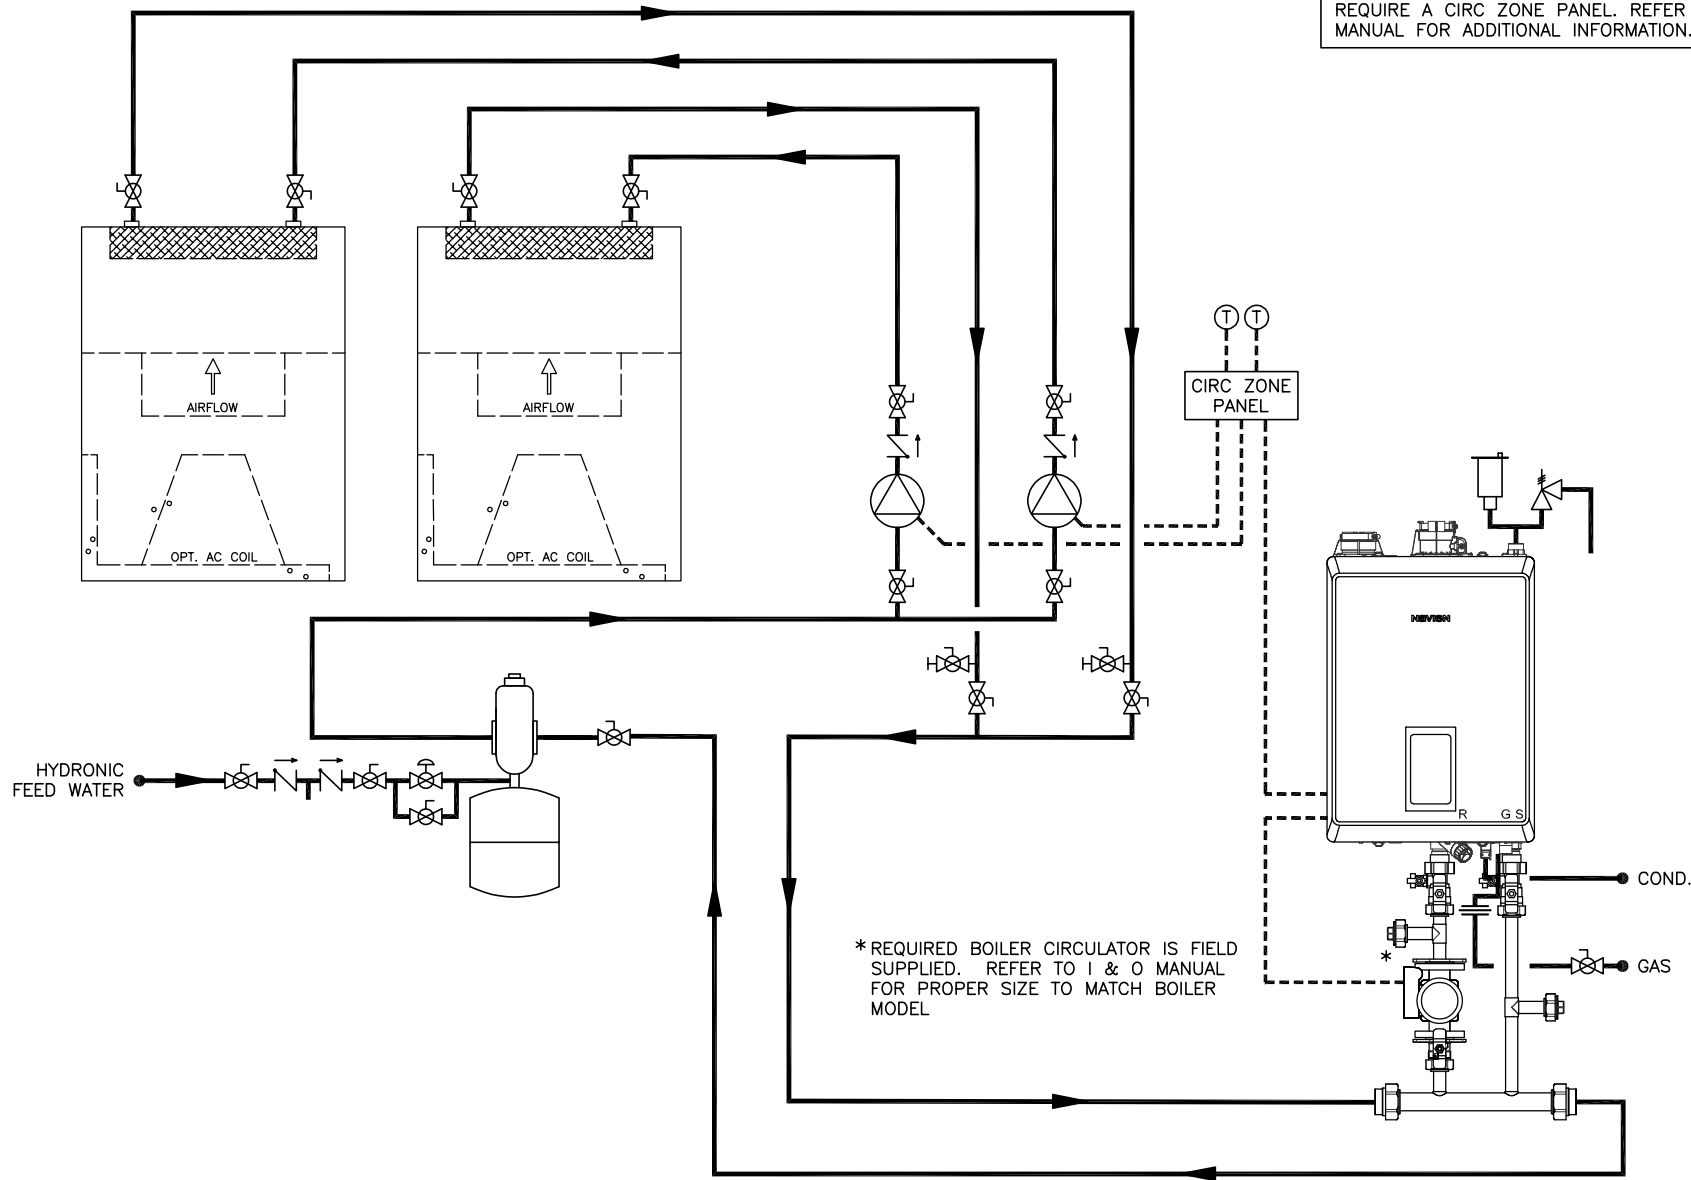 REQUIRE A CIRC ZONE PANEL. REFER
MANUAL FOR ADDITIONAL INFORMATION.
T T
CIRC ZONE
PANEL
AIRFLOW
AIRFLOW
OPT. AC COIL
OPT. AC COIL
NAVIEN
HYDRONIC
FEED WATER
R G S
COND.
* REQUIRED BOILER CIRCULATOR IS FIELD
SUPPLIED. REFER TO I & O MANUAL
FOR PROPER SIZE TO MATCH BOILER
MODEL
*
GAS